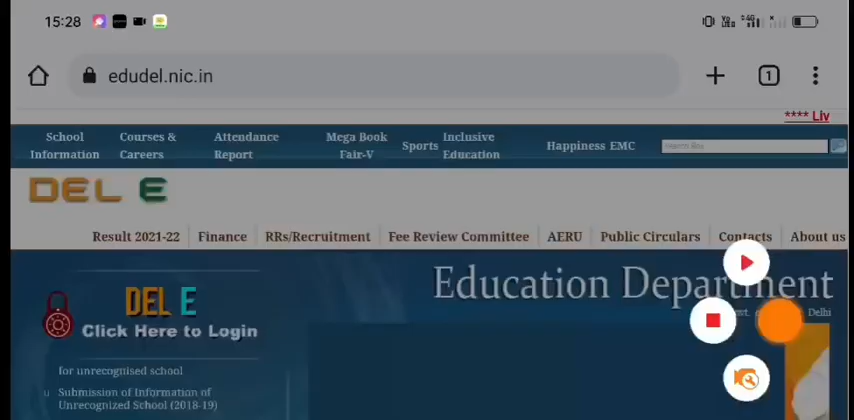 15:28
edudel.nic.in
1
**** Liv
School Information
Courses & Careers
Attendance Report
Mega Book Fair-V
Sports
Inclusive Education
Happiness EMC
DEL E
Result 2021-22
Finance
RRs/Recruitment
Fee Review Committee
AERU
Public Circulars
Contacts
About us
Education Department
Delhi
DEL E
Click Here to Login
for unrecognised school
Submission of Information of
Unrecognized School (2018-19)